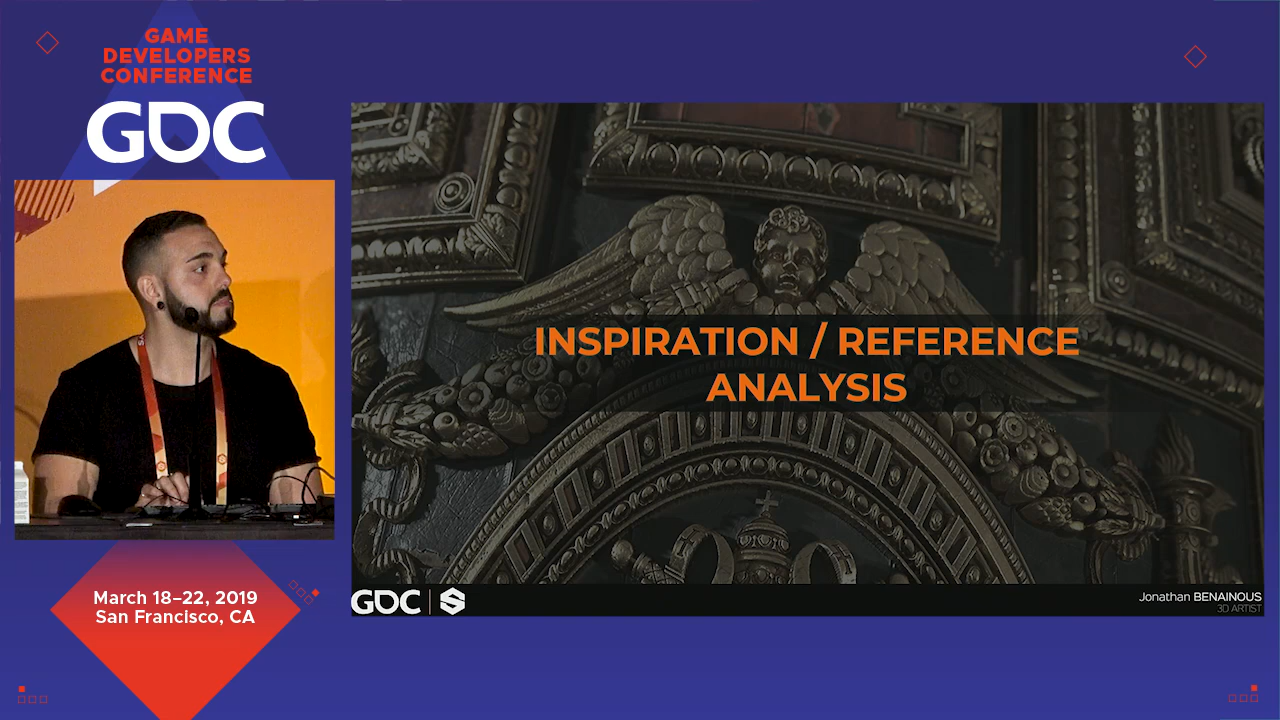 GAME
DEVELOPERS
CONFERENCE
GDC
INSPIRATION / REFERENCE
ANALYSIS
March 18–22, 2019
San Francisco, CA
GDC
Jonathan BENAINOUS
3D ARTIST